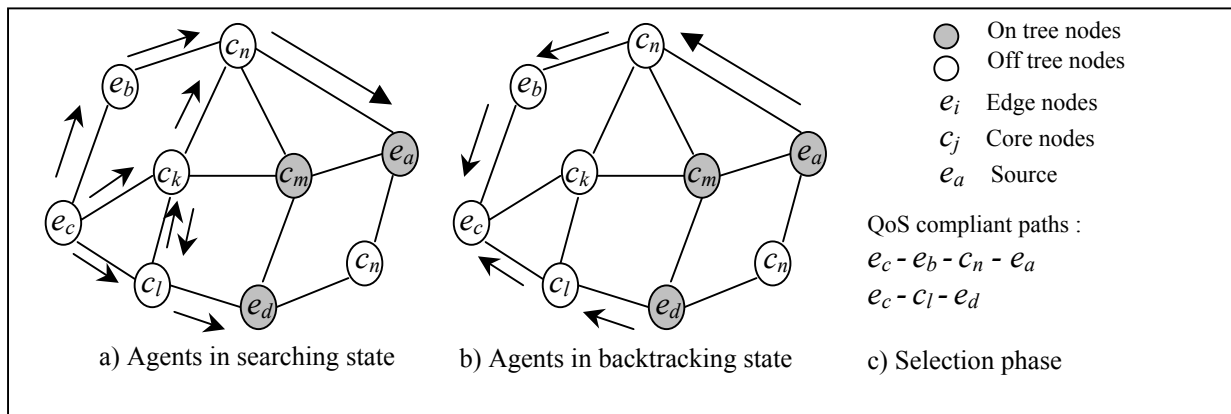 c_n
e_b
e_a
c_k
c_m
e_c
c_n
c_l
e_d
a) Agents in searching state
c_n
e_b
e_a
c_k
c_m
e_c
c_n
c_l
e_d
b) Agents in backtracking state
On tree nodes
Off tree nodes
e_i Edge nodes
c_j Core nodes
e_a Source
QoS compliant paths :
e_c - e_b - c_n - e_a
e_c - c_l - e_d
c) Selection phase